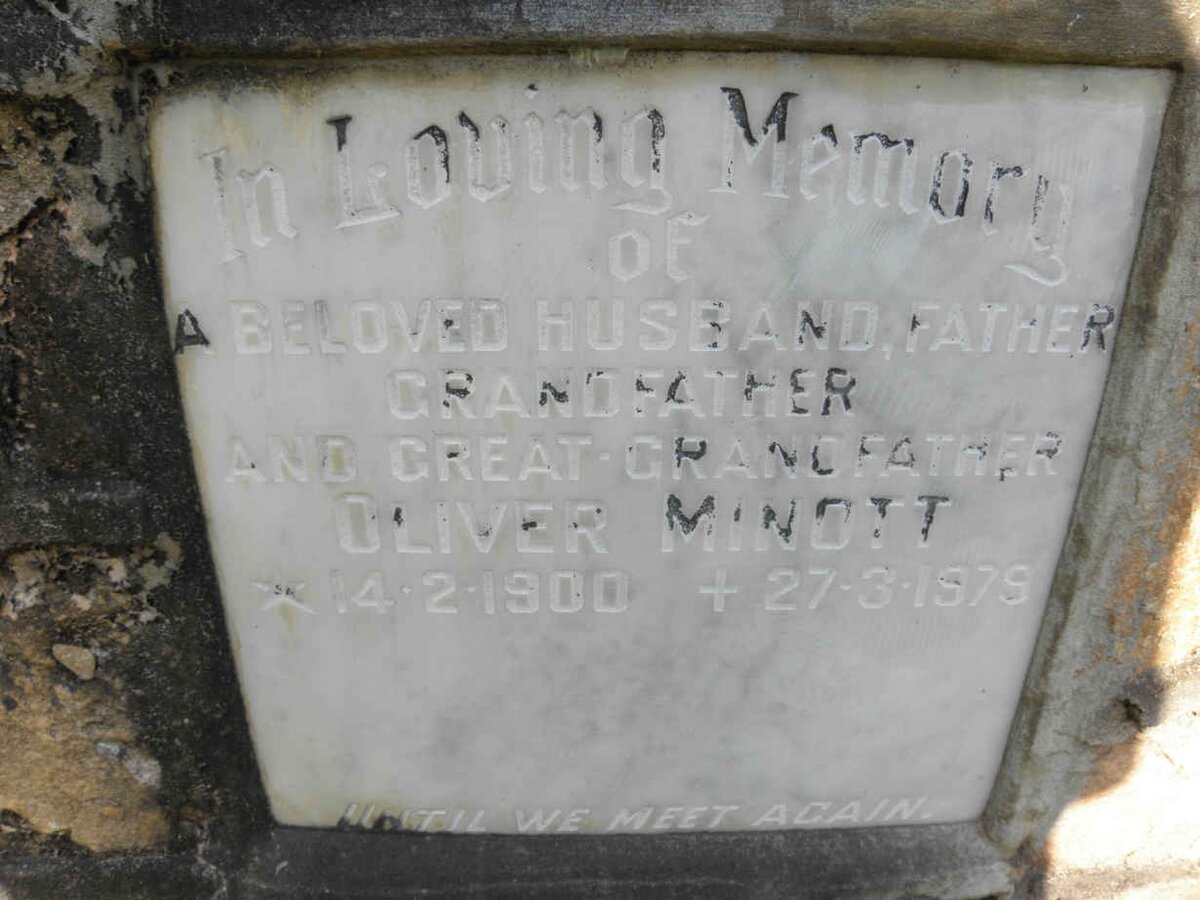 In Loving Memory
of
A BELOVED HUSBAND, FATHER
GRANDFATHER
AND GREAT-GRANDFATHER
OLIVER MINOTT
★ 14·2·1900 + 27·3·1979
UNTIL WE MEET AGAIN.